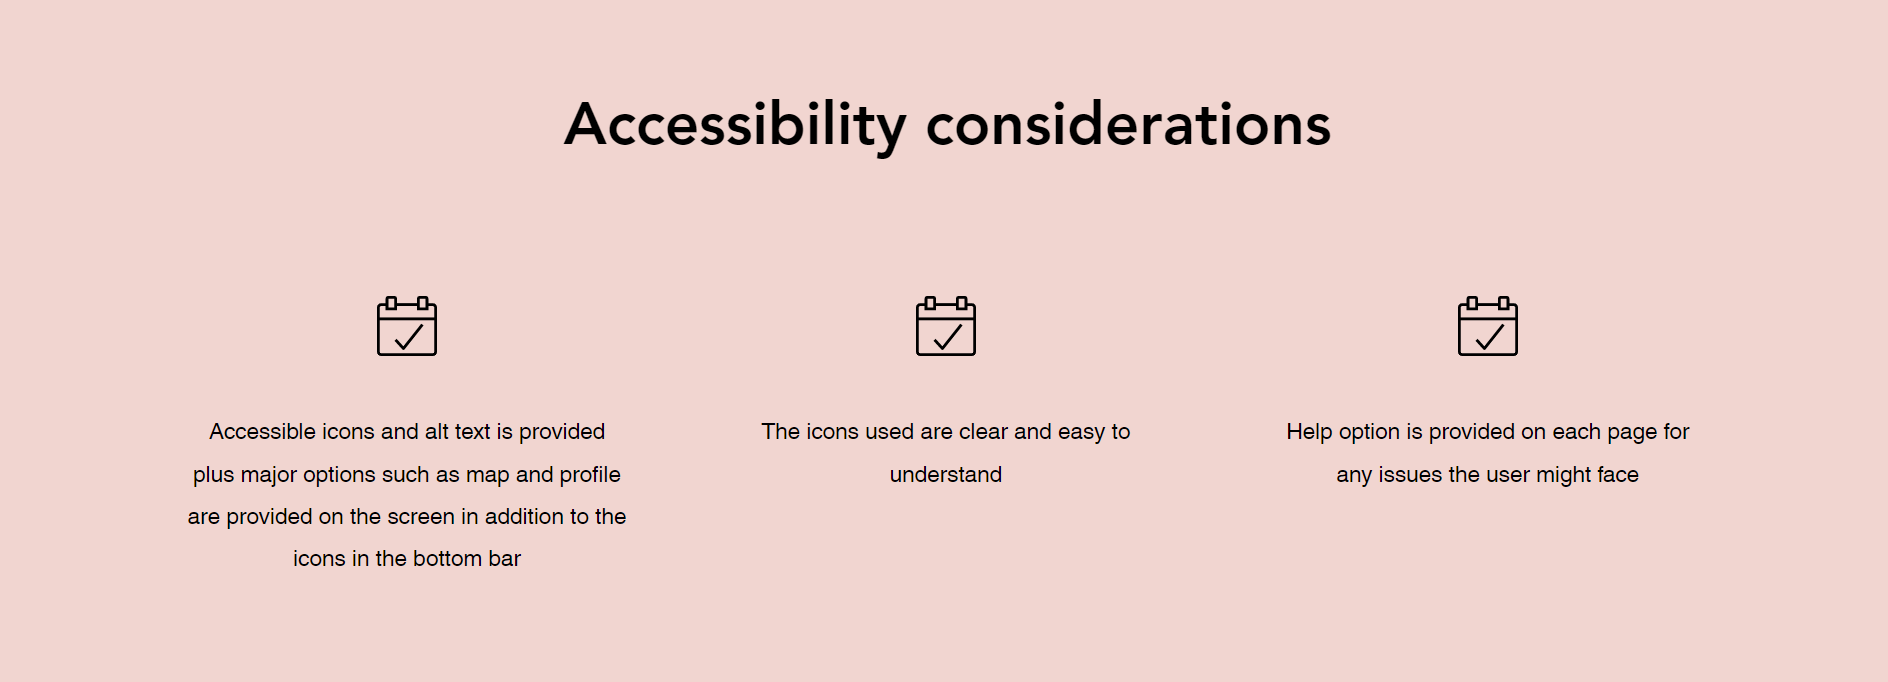 Accessibility considerations
Accessible icons and alt text is provided
plus major options such as map and profile
are provided on the screen in addition to the
icons in the bottom bar
The icons used are clear and easy to
understand
Help option is provided on each page for
any issues the user might face